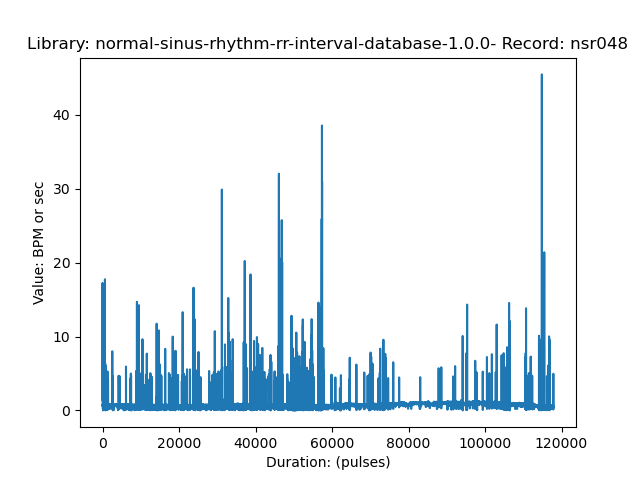 Library: normal-sinus-rhythm-rr-interval-database-1.0.0- Record: nsr048
40
30
20
10
0
Value: BPM or sec
0 20000 40000 60000 80000 100000 120000
Duration: (pulses)